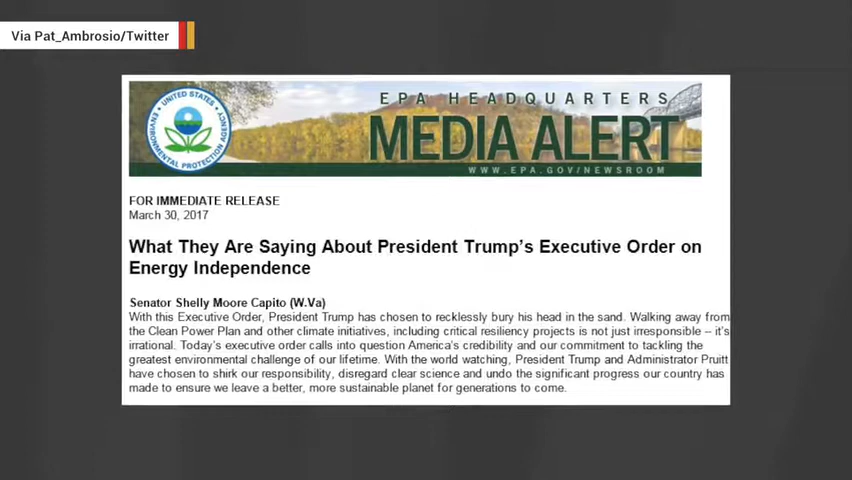 Via Pat_Ambrosio/Twitter
UNITED STATES
ENVIRONMENTAL PROTECTION AGENCY
EPA HEADQUARTERS
MEDIA ALERT
WWW.EPA.GOV/NEWSROOM
FOR IMMEDIATE RELEASE
March 30, 2017
What They Are Saying About President Trump's Executive Order on
Energy Independence
Senator Shelly Moore Capito (W.Va)
With this Executive Order, President Trump has chosen to recklessly bury his head in the sand. Walking away from
the Clean Power Plan and other climate initiatives, including critical resiliency projects is not just irresponsible – it's
irrational. Today's executive order calls into question America's credibility and our commitment to tackling the
greatest environmental challenge of our lifetime. With the world watching, President Trump and Administrator Pruitt
have chosen to shirk our responsibility, disregard clear science and undo the significant progress our country has
made to ensure we leave a better, more sustainable planet for generations to come.